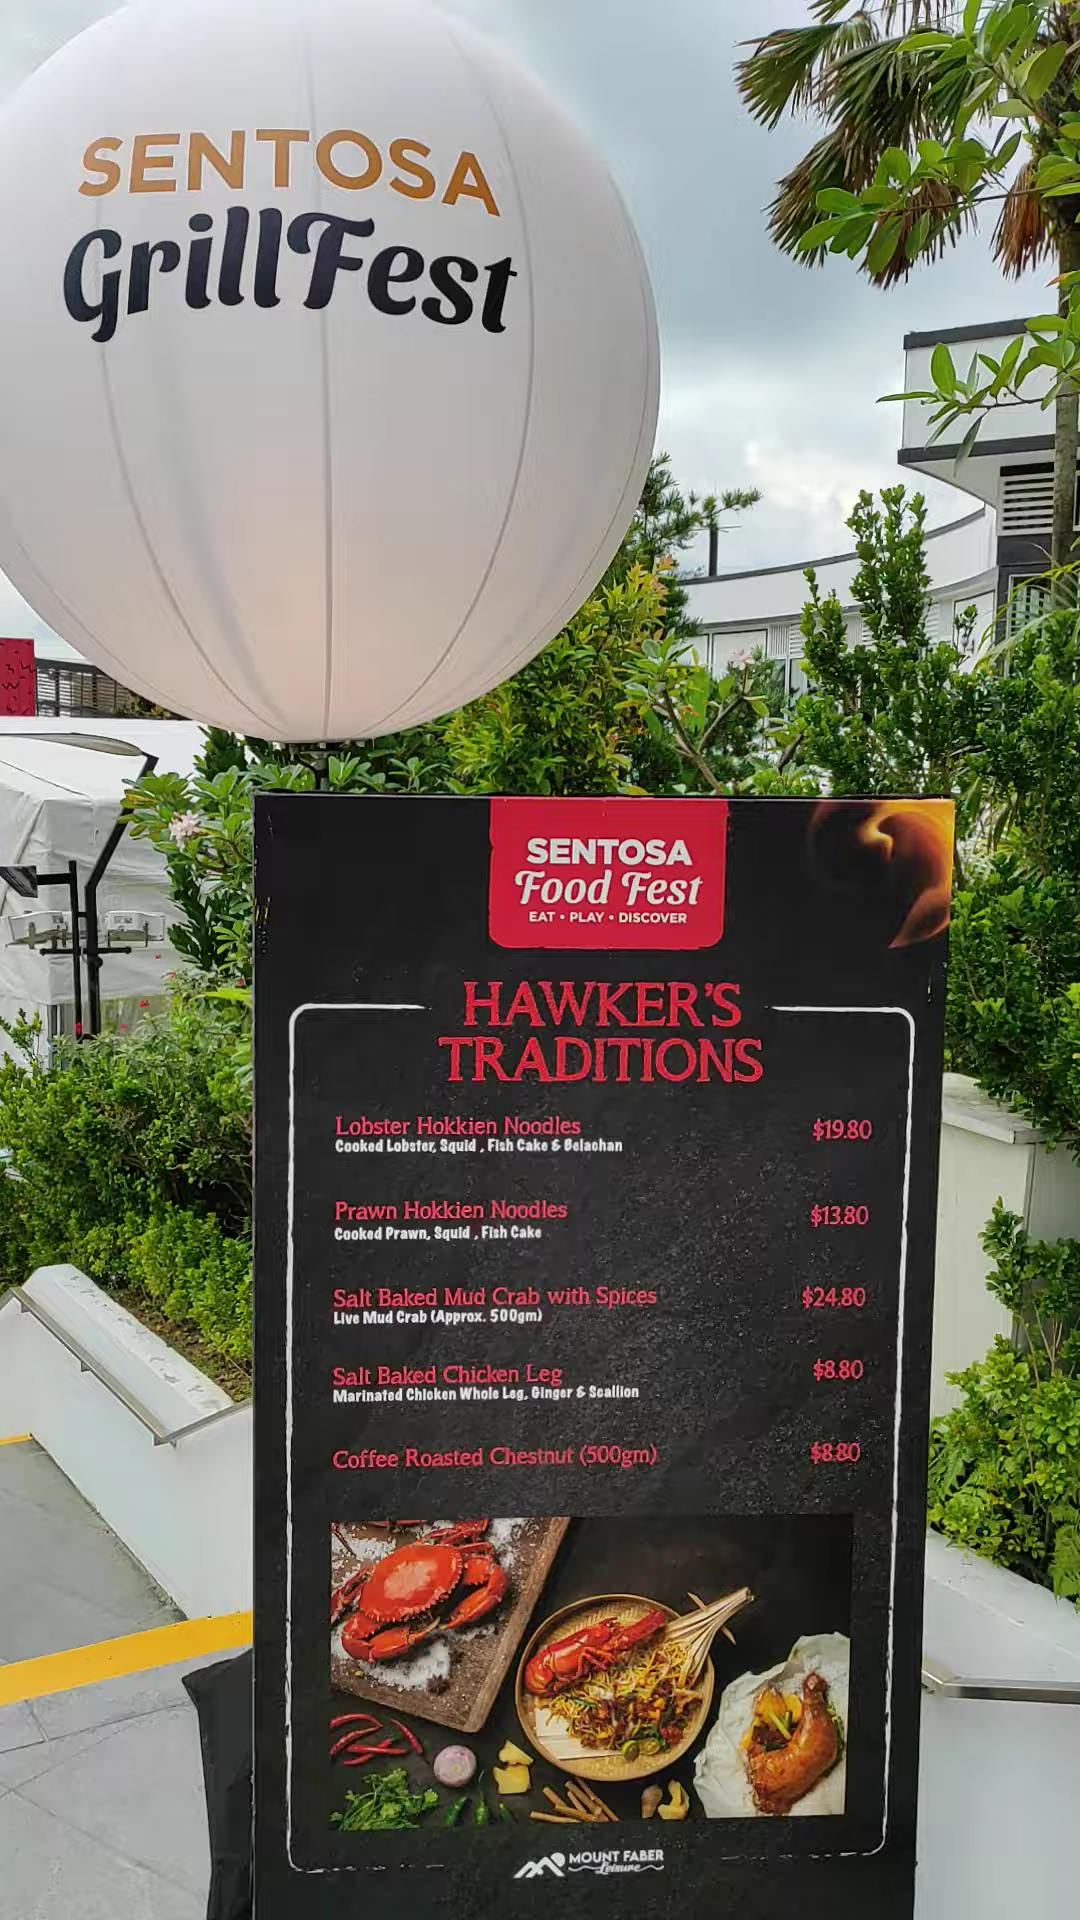 SENTOSA
GrillFest
SENTOSA
Food Fest
EAT • PLAY • DISCOVER
HAWKER'S
TRADITIONS
Lobster Hokkien Noodles $19.80
Cooked Lobster, Squid , Fish Cake & Belachan
Prawn Hokkien Noodles $13.80
Cooked Prawn, Squid , Fish Cake
Salt Baked Mud Crab with Spices $24.80
Live Mud Crab (Approx. 500gm)
Salt Baked Chicken Leg $8.80
Marinated Chicken Whole Leg, Ginger & Scallion
Coffee Roasted Chestnut (500gm) $8.80
MOUNT FABER
Leisure